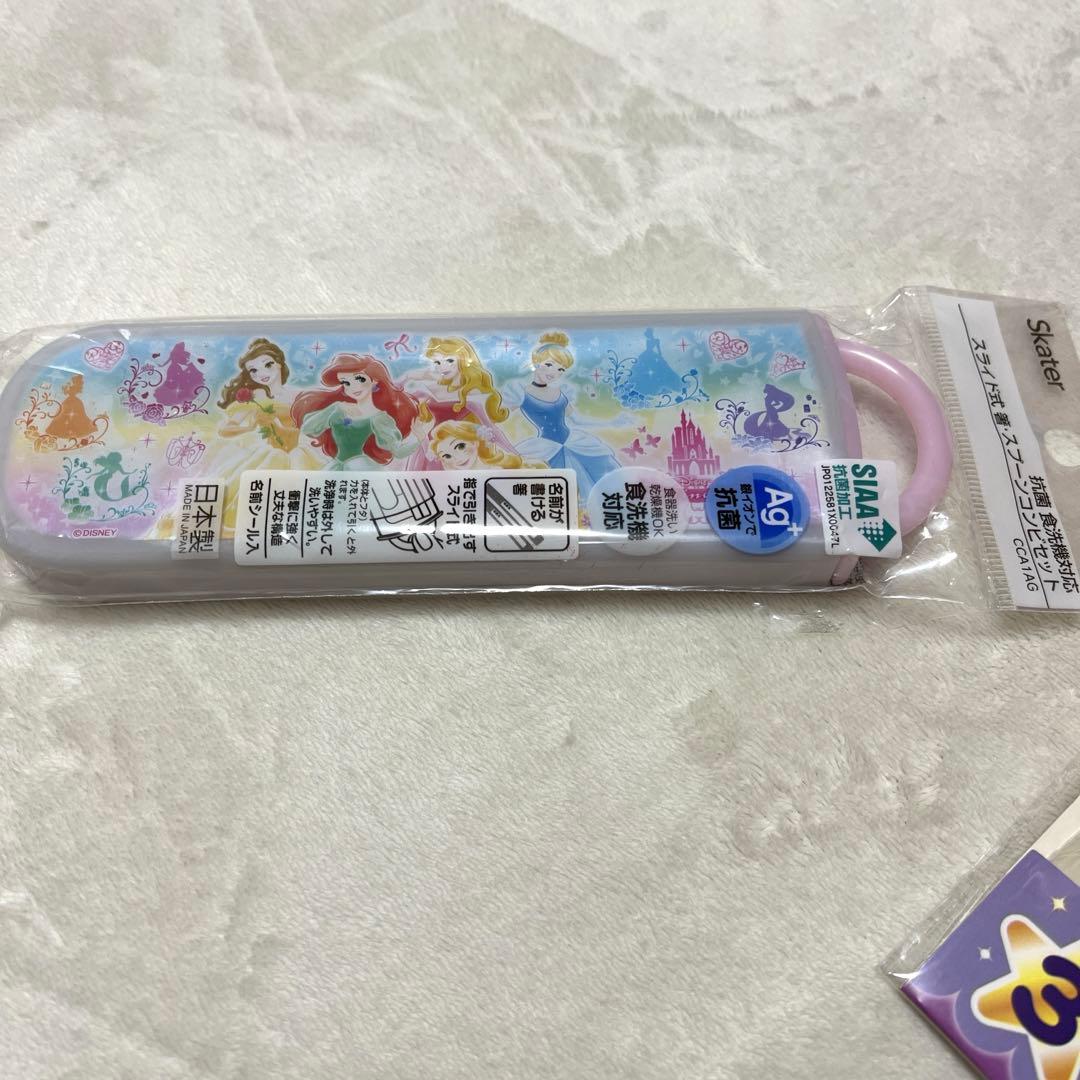 Skater
スライド式 箸・スプーンコンビセット
抗菌 食洗機対応
CCA1AG
SIAA
抗菌加工
JP0122581X0047L
Ag+
銀イオンで
抗菌
食器洗い
乾燥機OK
食洗機
対応
名前が
書ける
箸
指で引き出す
スライド式
洗浄時は外して
洗いやすい。
衝撃に強く
丈夫な構造
名前シール入
日本製
MADE IN JAPAN
©DISNEY